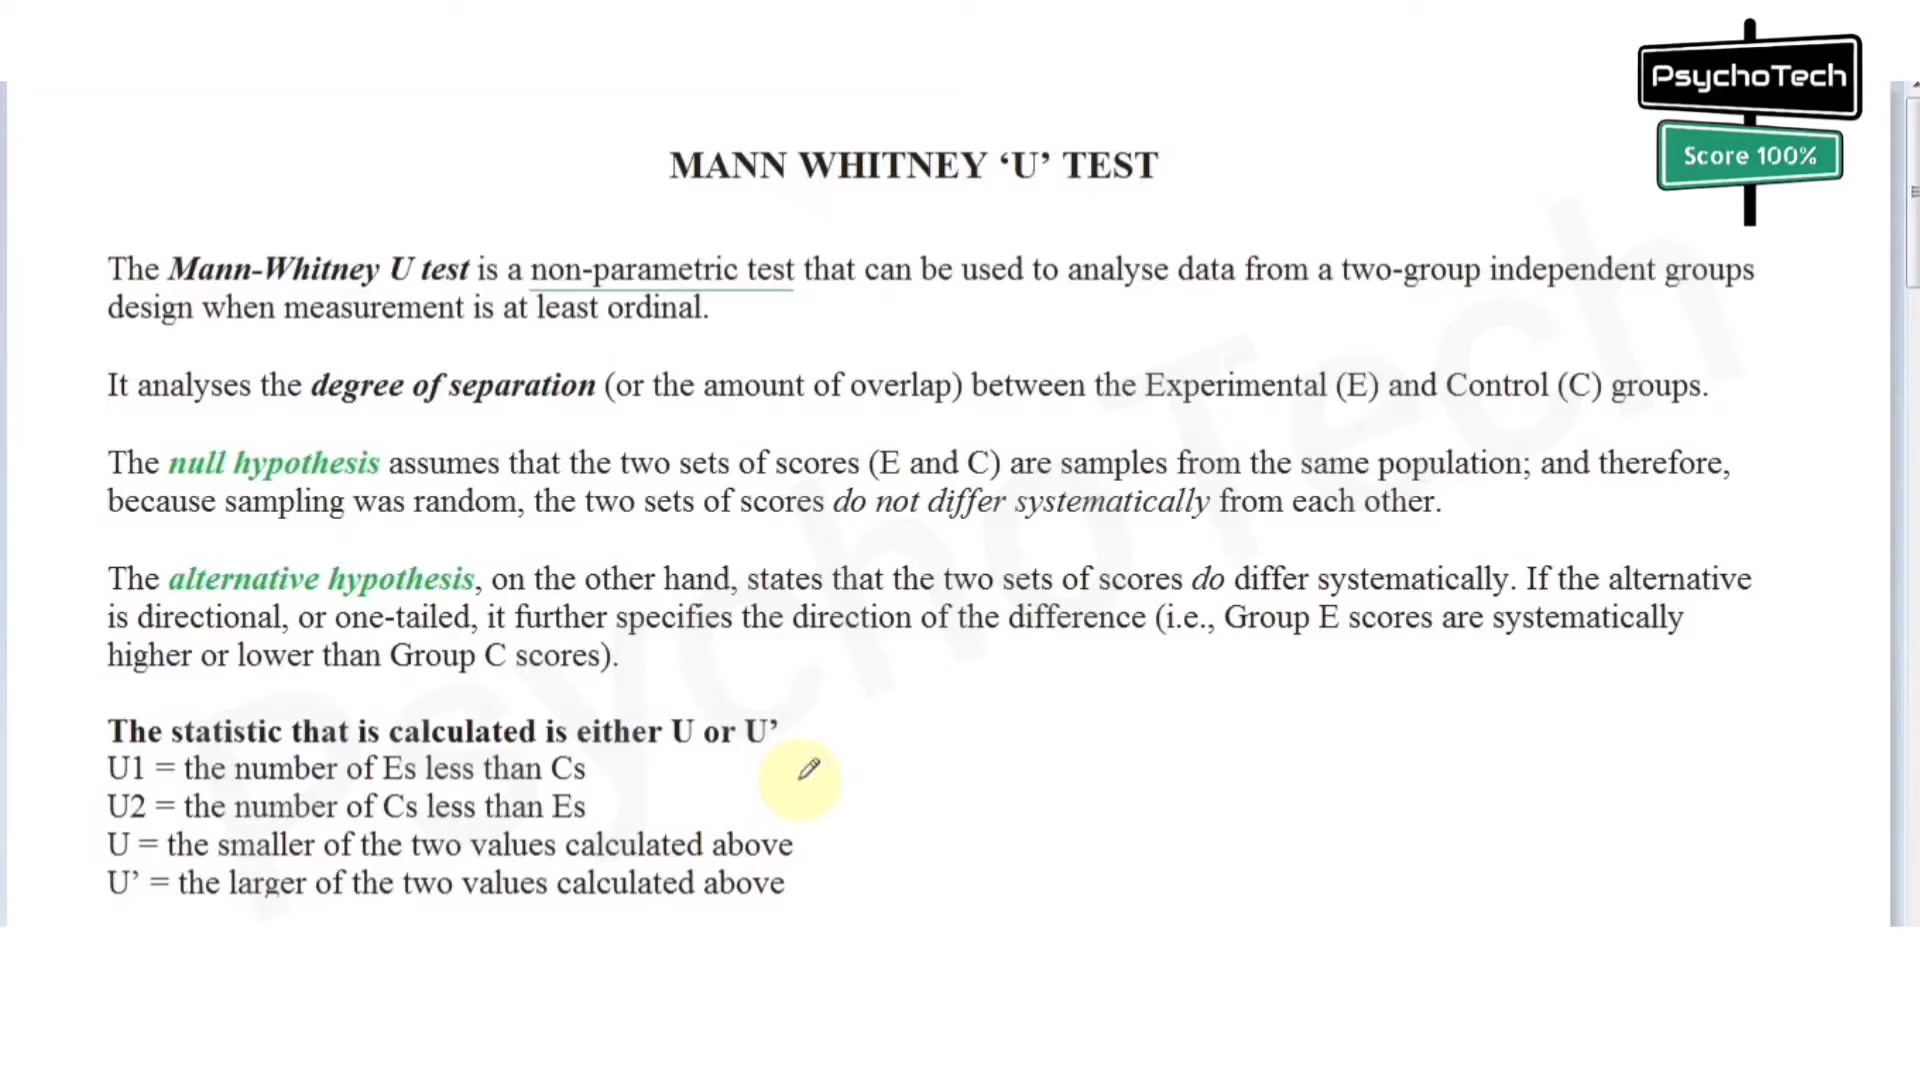 PsychoTech
Score 100%
MANN WHITNEY ‘U’ TEST
The Mann-Whitney U test is a non-parametric test that can be used to analyse data from a two-group independent groups
design when measurement is at least ordinal.
It analyses the degree of separation (or the amount of overlap) between the Experimental (E) and Control (C) groups.
The null hypothesis assumes that the two sets of scores (E and C) are samples from the same population; and therefore,
because sampling was random, the two sets of scores do not differ systematically from each other.
The alternative hypothesis, on the other hand, states that the two sets of scores do differ systematically. If the alternative
is directional, or one-tailed, it further specifies the direction of the difference (i.e., Group E scores are systematically
higher or lower than Group C scores).
The statistic that is calculated is either U or U’
U1 = the number of Es less than Cs
U2 = the number of Cs less than Es
U = the smaller of the two values calculated above
U’ = the larger of the two values calculated above
PsychoTech